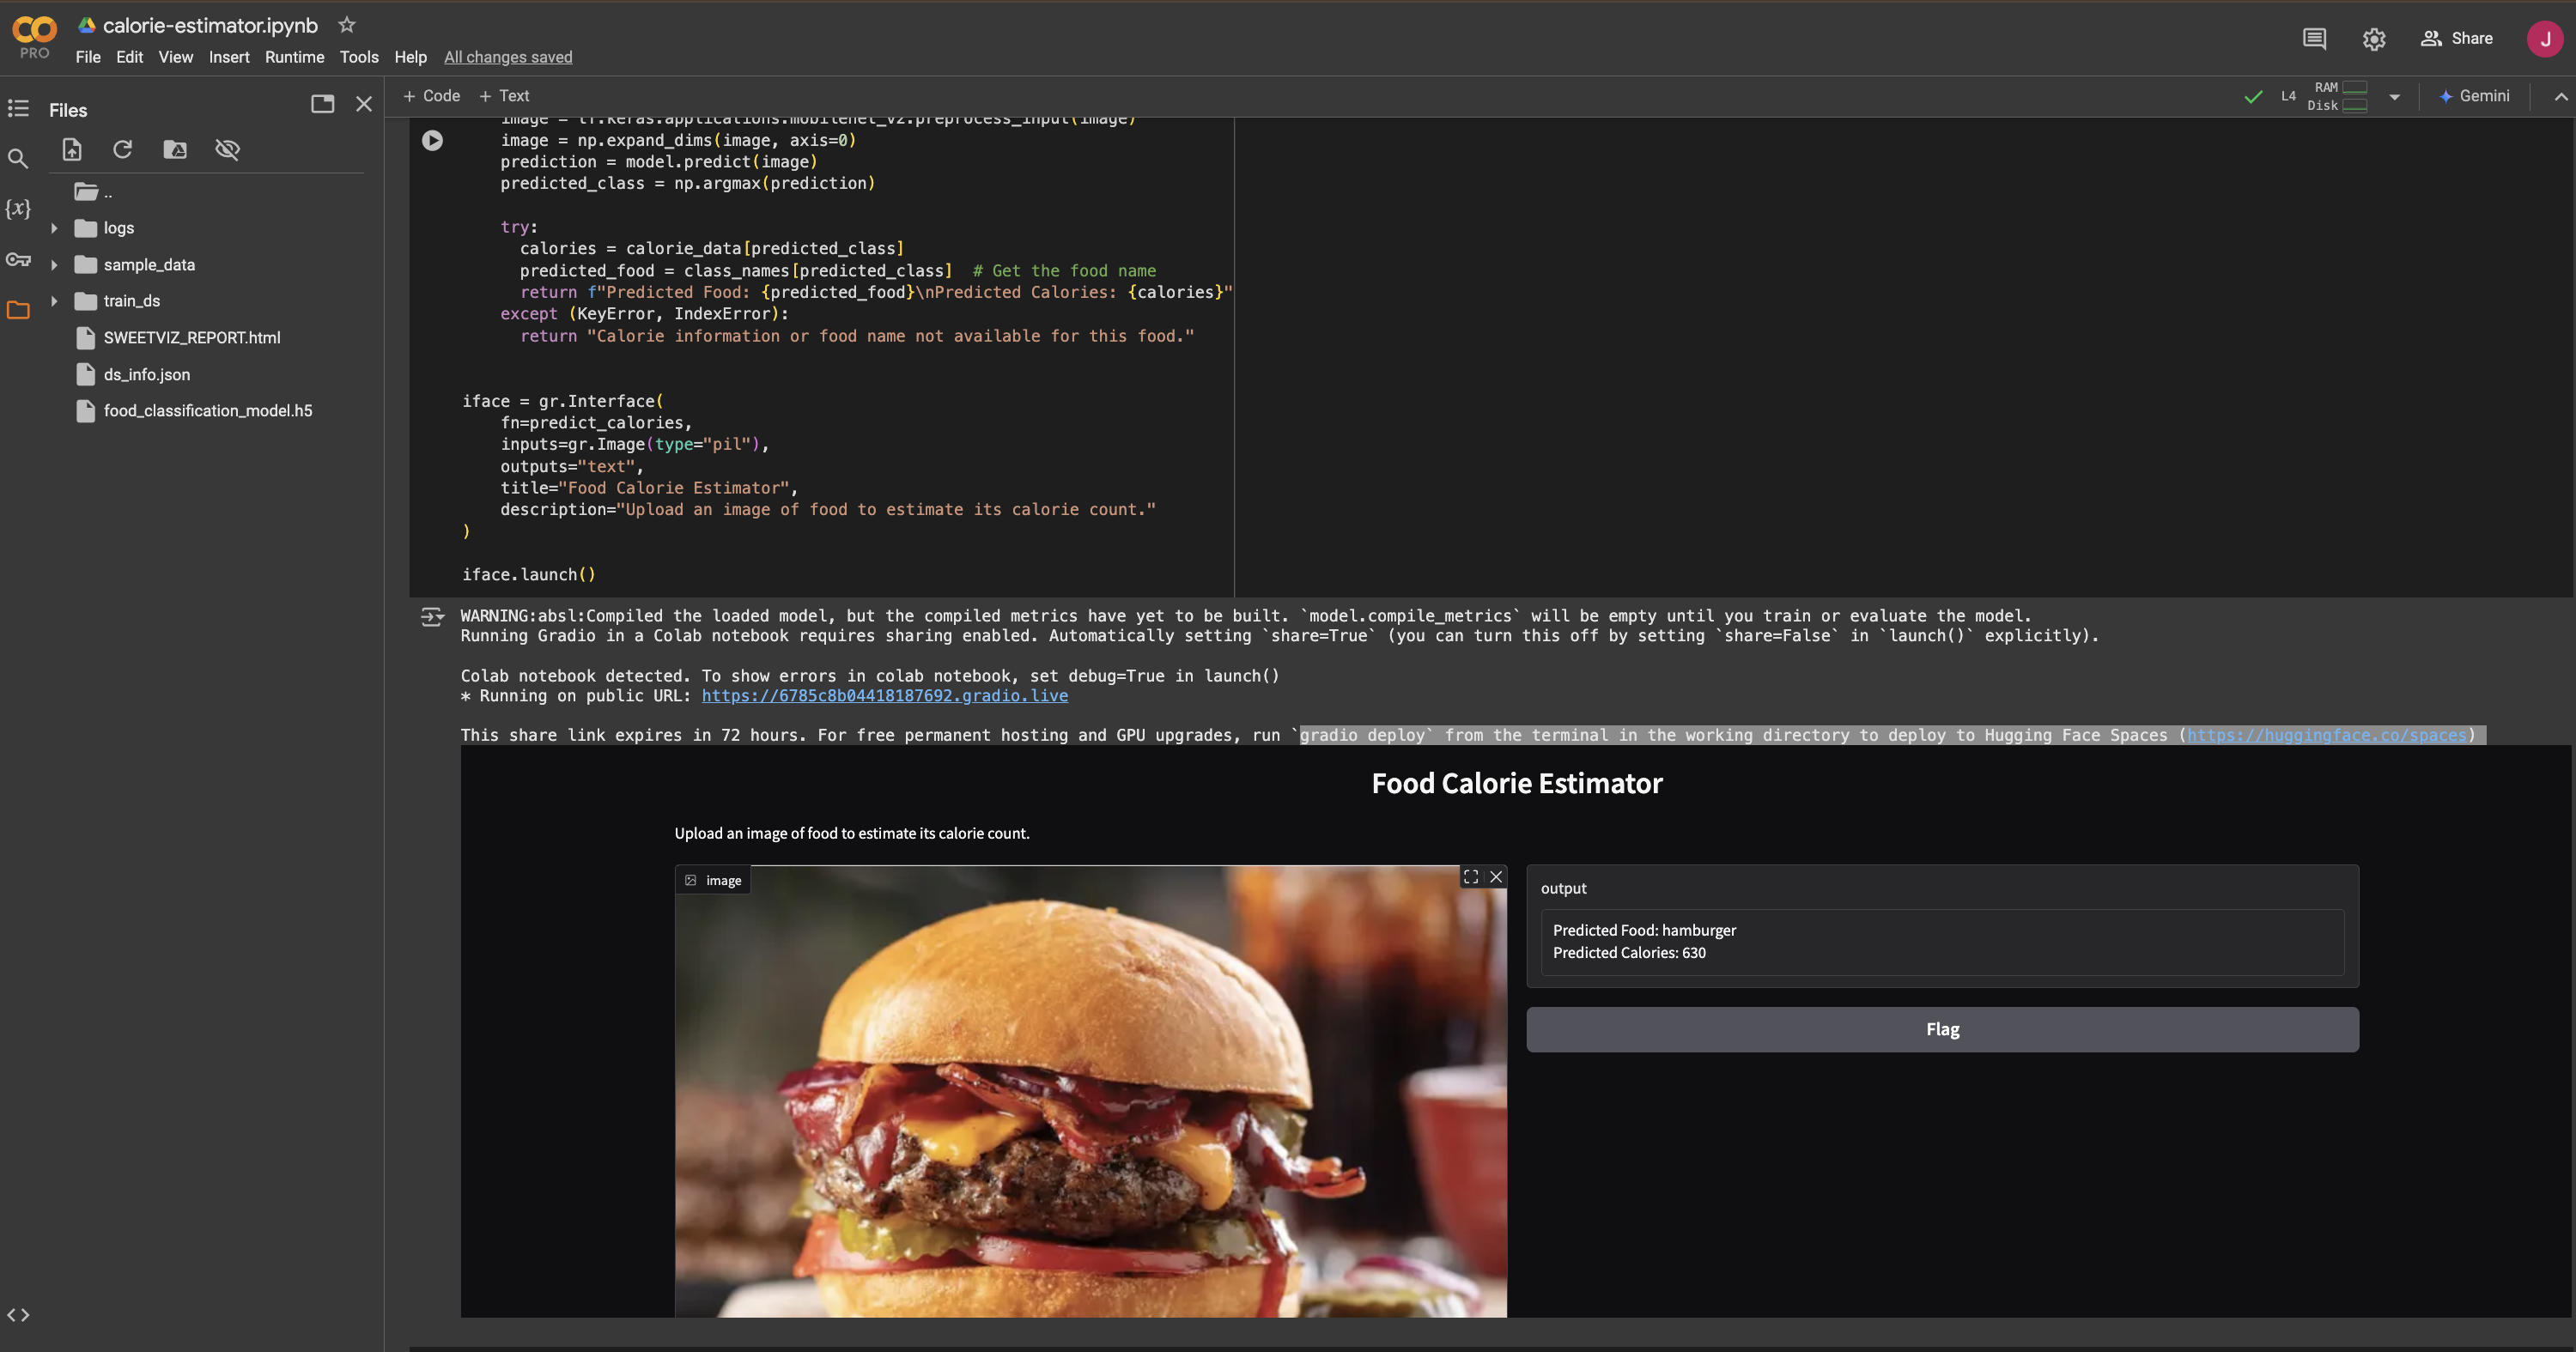 calorie-estimator.ipynb
PRO
File Edit View Insert Runtime Tools Help All changes saved
Share
J
Files
+ Code + Text
L4 RAM Disk Gemini
{x}
..
logs
sample_data
train_ds
SWEETVIZ_REPORT.html
ds_info.json
food_classification_model.h5
image = tf.keras.applications.mobilenet_v2.preprocess_input(image)
image = np.expand_dims(image, axis=0)
prediction = model.predict(image)
predicted_class = np.argmax(prediction)
try:
calories = calorie_data[predicted_class]
predicted_food = class_names[predicted_class]  # Get the food name
return f"Predicted Food: {predicted_food}\nPredicted Calories: {calories}"
except (KeyError, IndexError):
return "Calorie information or food name not available for this food."
iface = gr.Interface(
fn=predict_calories,
inputs=gr.Image(type="pil"),
outputs="text",
title="Food Calorie Estimator",
description="Upload an image of food to estimate its calorie count."
)
iface.launch()
WARNING:absl:Compiled the loaded model, but the compiled metrics have yet to be built. `model.compile_metrics` will be empty until you train or evaluate the model.
Running Gradio in a Colab notebook requires sharing enabled. Automatically setting `share=True` (you can turn this off by setting `share=False` in `launch()` explicitly).
Colab notebook detected. To show errors in colab notebook, set debug=True in launch()
* Running on public URL: https://6785c8b04418187692.gradio.live
This share link expires in 72 hours. For free permanent hosting and GPU upgrades, run `gradio deploy` from the terminal in the working directory to deploy to Hugging Face Spaces (https://huggingface.co/spaces)
Food Calorie Estimator
Upload an image of food to estimate its calorie count.
image
output
Predicted Food: hamburger
Predicted Calories: 630
Flag